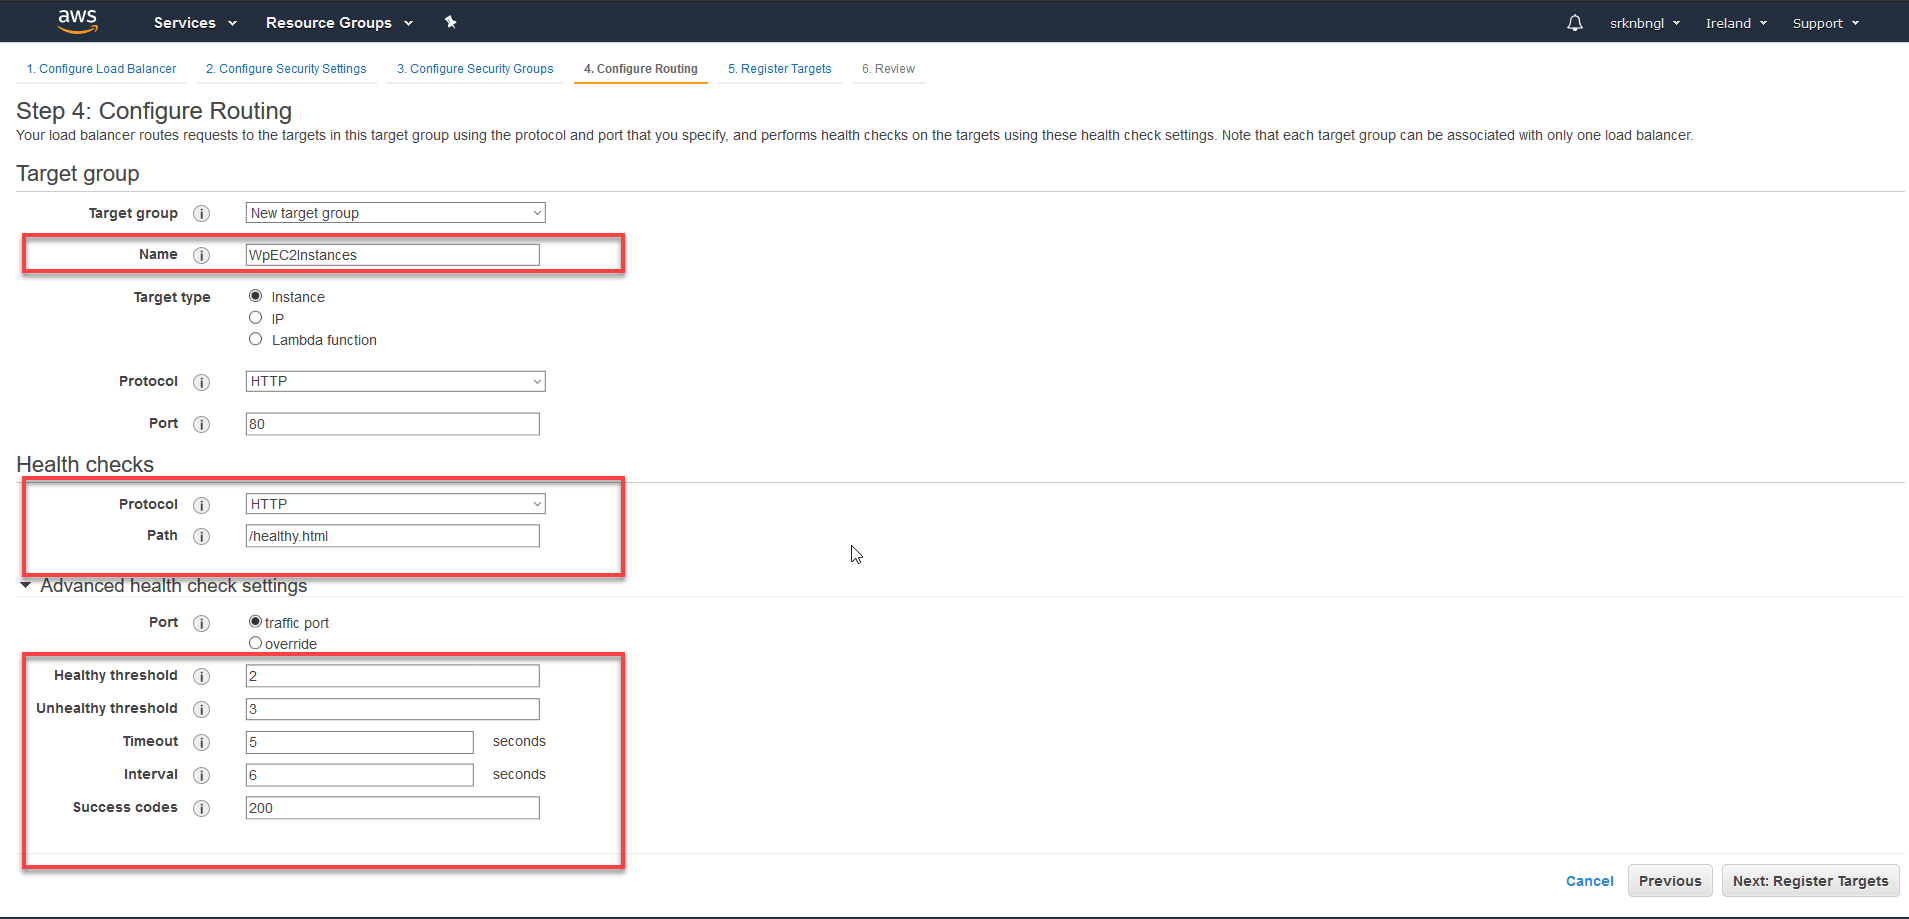 aws Services Resource Groups srknbngl Ireland Support
1. Configure Load Balancer 2. Configure Security Settings 3. Configure Security Groups 4. Configure Routing 5. Register Targets 6. Review
Step 4: Configure Routing
Your load balancer routes requests to the targets in this target group using the protocol and port that you specify, and performs health checks on the targets using these health check settings. Note that each target group can be associated with only one load balancer.
Target group
Target group i New target group
Name i WpEC2Instances
Target type Instance
IP
Lambda function
Protocol i HTTP
Port i 80
Health checks
Protocol i HTTP
Path i /healthy.html
Advanced health check settings
Port i traffic port
override
Healthy threshold i 2
Unhealthy threshold i 3
Timeout i 5 seconds
Interval i 6 seconds
Success codes i 200
Cancel Previous Next: Register Targets